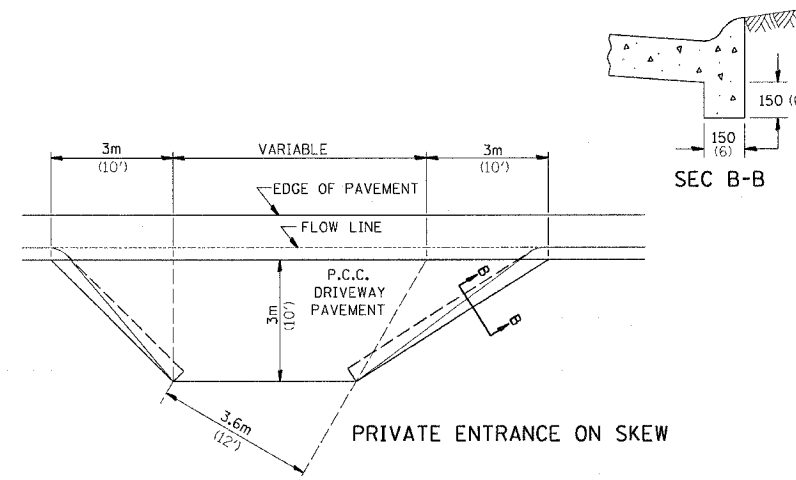 150 (6
150
(6)
SEC B-B
3m
(10')
VARIABLE
3m
(10')
EDGE OF PAVEMENT
FLOW LINE
P.C.C.
DRIVEWAY
PAVEMENT
3m
(10')
B
B
3.6m
(12')
PRIVATE ENTRANCE ON SKEW